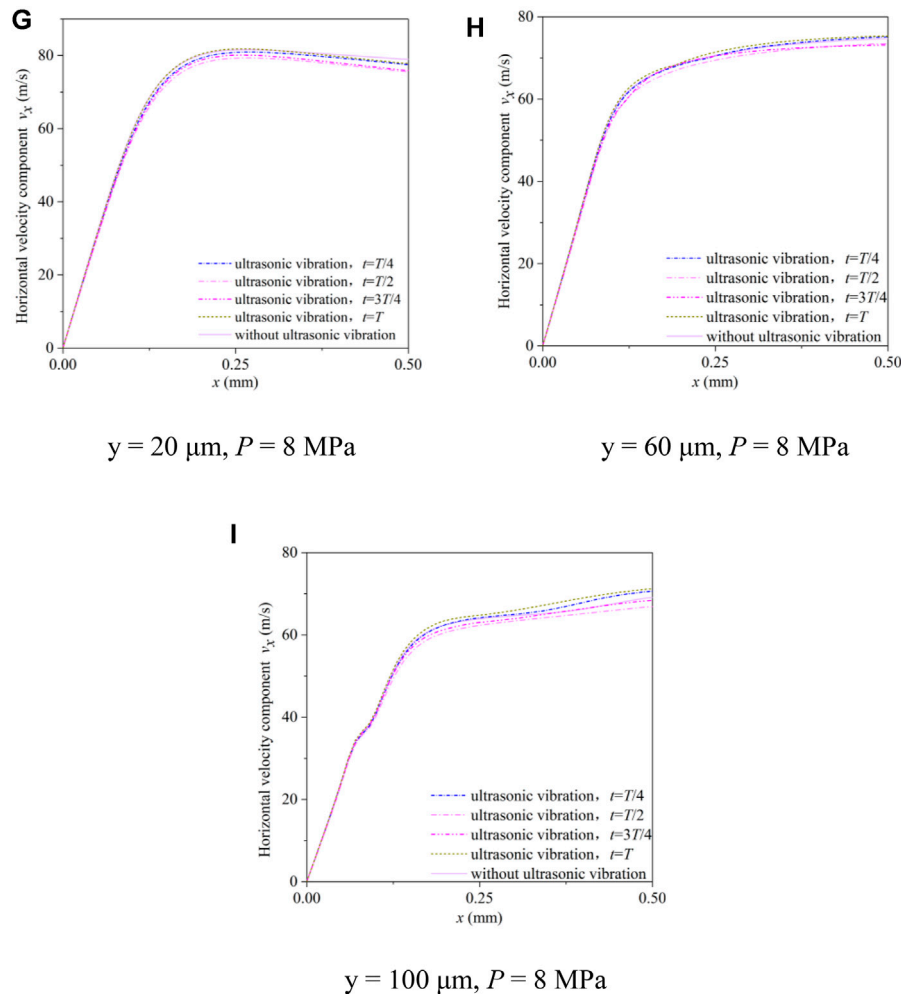 G
Horizontal velocity component vx (m/s)
80
60
40
20
0
ultrasonic vibration，t=T/4
ultrasonic vibration，t=T/2
ultrasonic vibration，t=3T/4
ultrasonic vibration，t=T
without ultrasonic vibration
0.00
0.25
0.50
x (mm)
y = 20 μm, P = 8 MPa
H
Horizontal velocity component vx (m/s)
80
60
40
20
0
ultrasonic vibration，t=T/4
ultrasonic vibration，t=T/2
ultrasonic vibration，t=3T/4
ultrasonic vibration，t=T
without ultrasonic vibration
0.00
0.25
0.50
x (mm)
y = 60 μm, P = 8 MPa
I
Horizontal velocity component vx (m/s)
80
60
40
20
0
ultrasonic vibration，t=T/4
ultrasonic vibration，t=T/2
ultrasonic vibration，t=3T/4
ultrasonic vibration，t=T
without ultrasonic vibration
0.00
0.25
0.50
x (mm)
y = 100 μm, P = 8 MPa